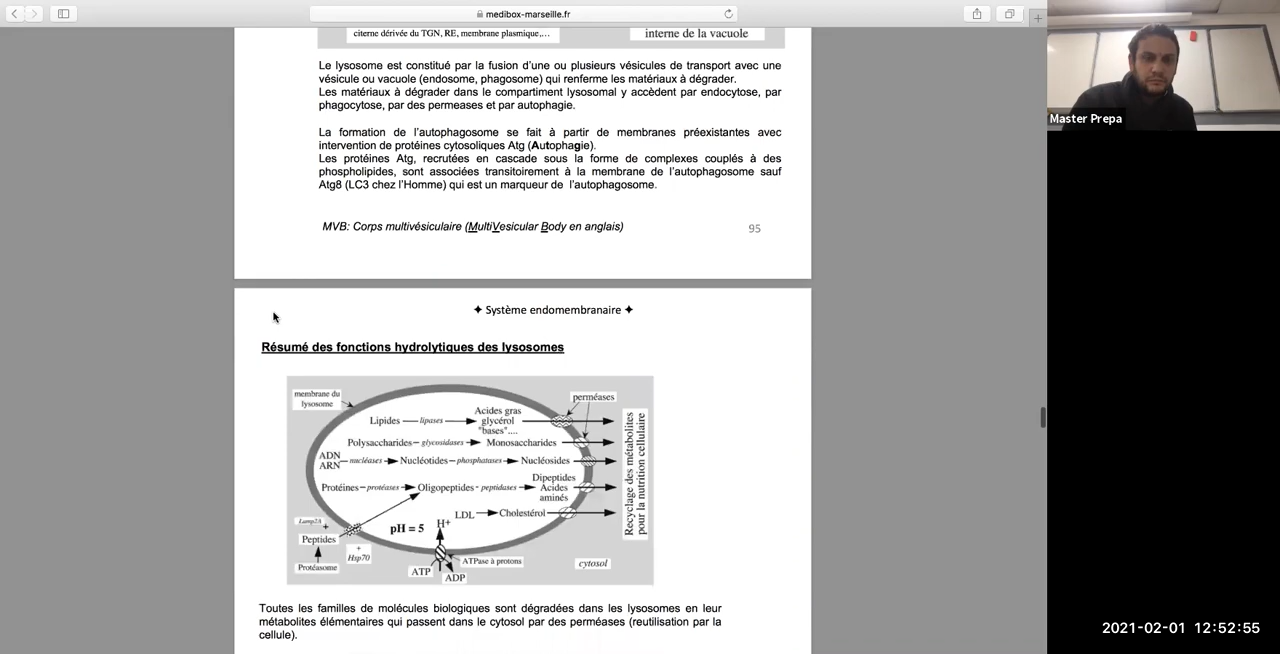 medibox-marseille.fr
citerne dérivée du TGN, RE, membrane plasmique,...
interne de la vacuole
Le lysosome est constitué par la fusion d'une ou plusieurs vésicules de transport avec une
vésicule ou vacuole (endosome, phagosome) qui renferme les matériaux à dégrader.
Les matériaux à dégrader dans le compartiment lysosomal y accèdent par endocytose, par
phagocytose, par des permeases et par autophagie.
La formation de l'autophagosome se fait à partir de membranes préexistantes avec
intervention de protéines cytosoliques Atg (Autophagie).
Les protéines Atg, recrutées en cascade sous la forme de complexes couplés à des
phospholipides, sont associées transitoirement à la membrane de l'autophagosome sauf
Atg8 (LC3 chez l'Homme) qui est un marqueur de l'autophagosome.
MVB: Corps multivésiculaire (MultiVesicular Body en anglais)
95
✦ Système endomembranaire ✦
Résumé des fonctions hydrolytiques des lysosomes
membrane du
lysosome
perméases
Lipides lipases Acides gras
glycérol
"bases"....
Polysaccharides glycosidases Monosaccharides
ADN
ARN
nucléases Nucléotides phosphatases Nucléosides
Protéines protéases Oligopeptides peptidases Dipeptides
Acides
aminés
LDL Cholestérol
Lamp2A
+
Peptides
+
Hsp70
Protéasome
pH = 5
H+
ATPase à protons
ATP
ADP
cytosol
Recyclage des métabolites
pour la nutrition cellulaire
Toutes les familles de molécules biologiques sont dégradées dans les lysosomes en leur
métabolites élémentaires qui passent dans le cytosol par des perméases (reutilisation par la
cellule).
Master Prepa
2021-02-01 12:52:55